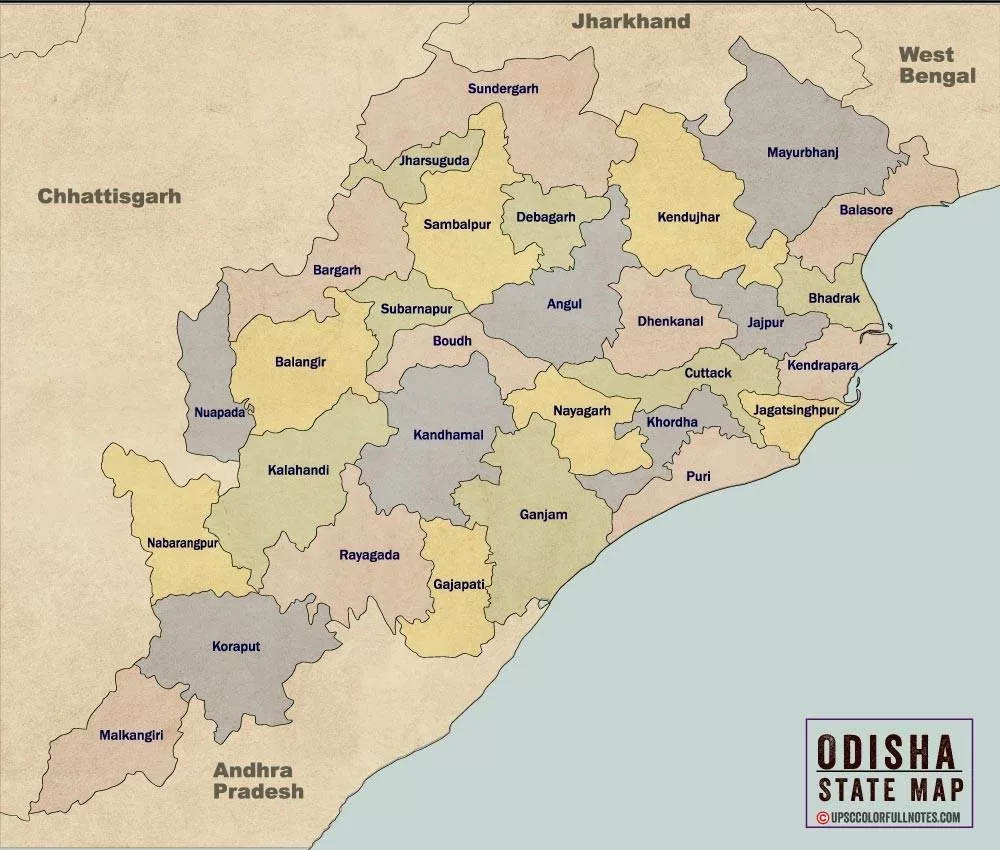 Jharkhand
West
Bengal
Sundergarh
Mayurbhanj
Jharsuguda
Chhattisgarh
Balasore
Debagarh
Kendujhar
Sambalpur
Bargarh
Bhadrak
Angul
Subarnapur
Dhenkanal
Jajpur
Boudh
Balangir
Kendrapara
Cuttack
Nuapada
Nayagarh
Jagatsinghpur
Khordha
Kandhamal
Kalahandi
Puri
Ganjam
Nabarangpur
Rayagada
Gajapati
Koraput
Malkangiri
Andhra
Pradesh
ODISHA
STATE MAP
© UPSCCOLORFULLNOTES.COM